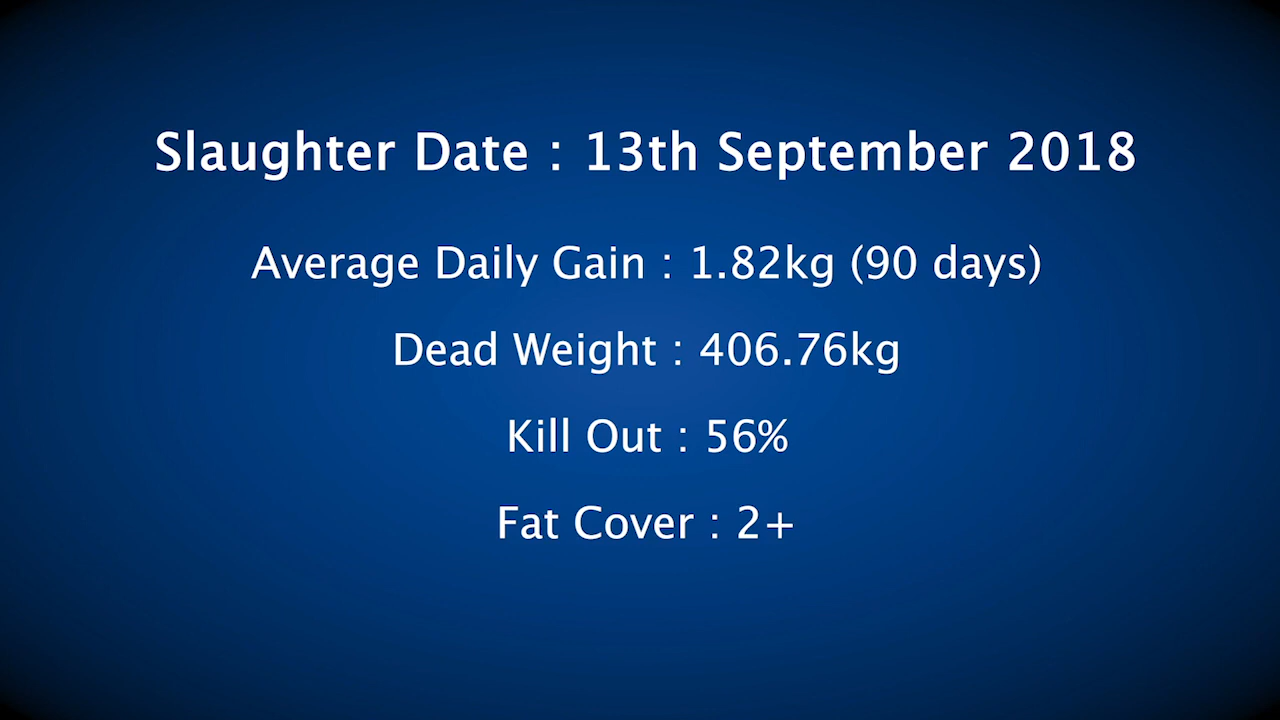 Slaughter Date : 13th September 2018
Average Daily Gain : 1.82kg (90 days)
Dead Weight : 406.76kg
Kill Out : 56%
Fat Cover : 2+